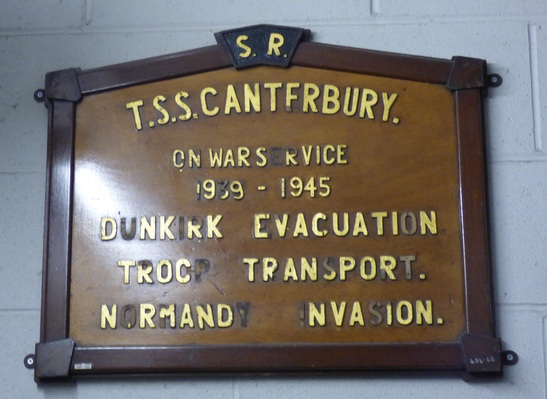 S. R.
T.S.S. CANTERBURY.
ON WAR SERVICE
1939 - 1945
DUNKIRK EVACUATION
TROOP TRANSPORT.
NORMANDY INVASION.